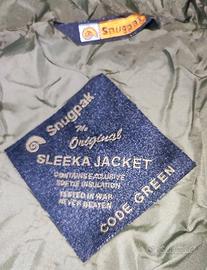 Snugpak
Snugpak
The
Original
SLEEKA JACKET
CONTAINS EXCLUSIVE
SOFTIE INSULATION
TESTED IN WAR
NEVER BEATEN
CODE GREEN